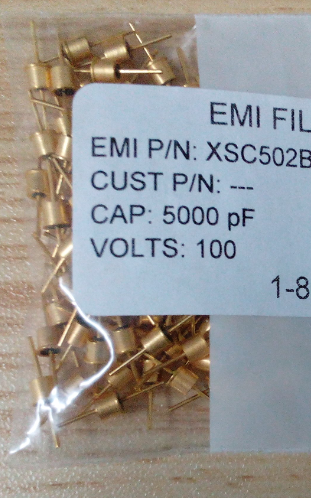 EMI FIL
EMI P/N: XSC502B
CUST P/N: ---
CAP: 5000 pF
VOLTS: 100
1-8